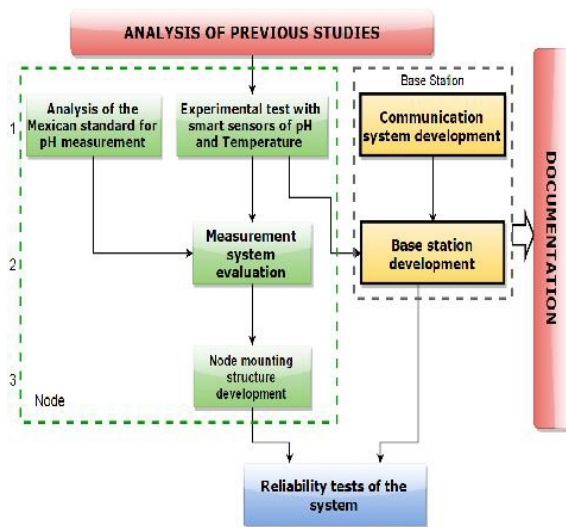 ANALYSIS OF PREVIOUS STUDIES
Base Station
1
Analysis of the
Mexican standard for
pH measurement
Experimental test with
smart sensors of pH
and Temperature
Communication
system development
2
Measurement
system
evaluation
Base station
development
3
Node mounting
structure
development
Node
Reliability tests of the
system
DOCUMENTATION